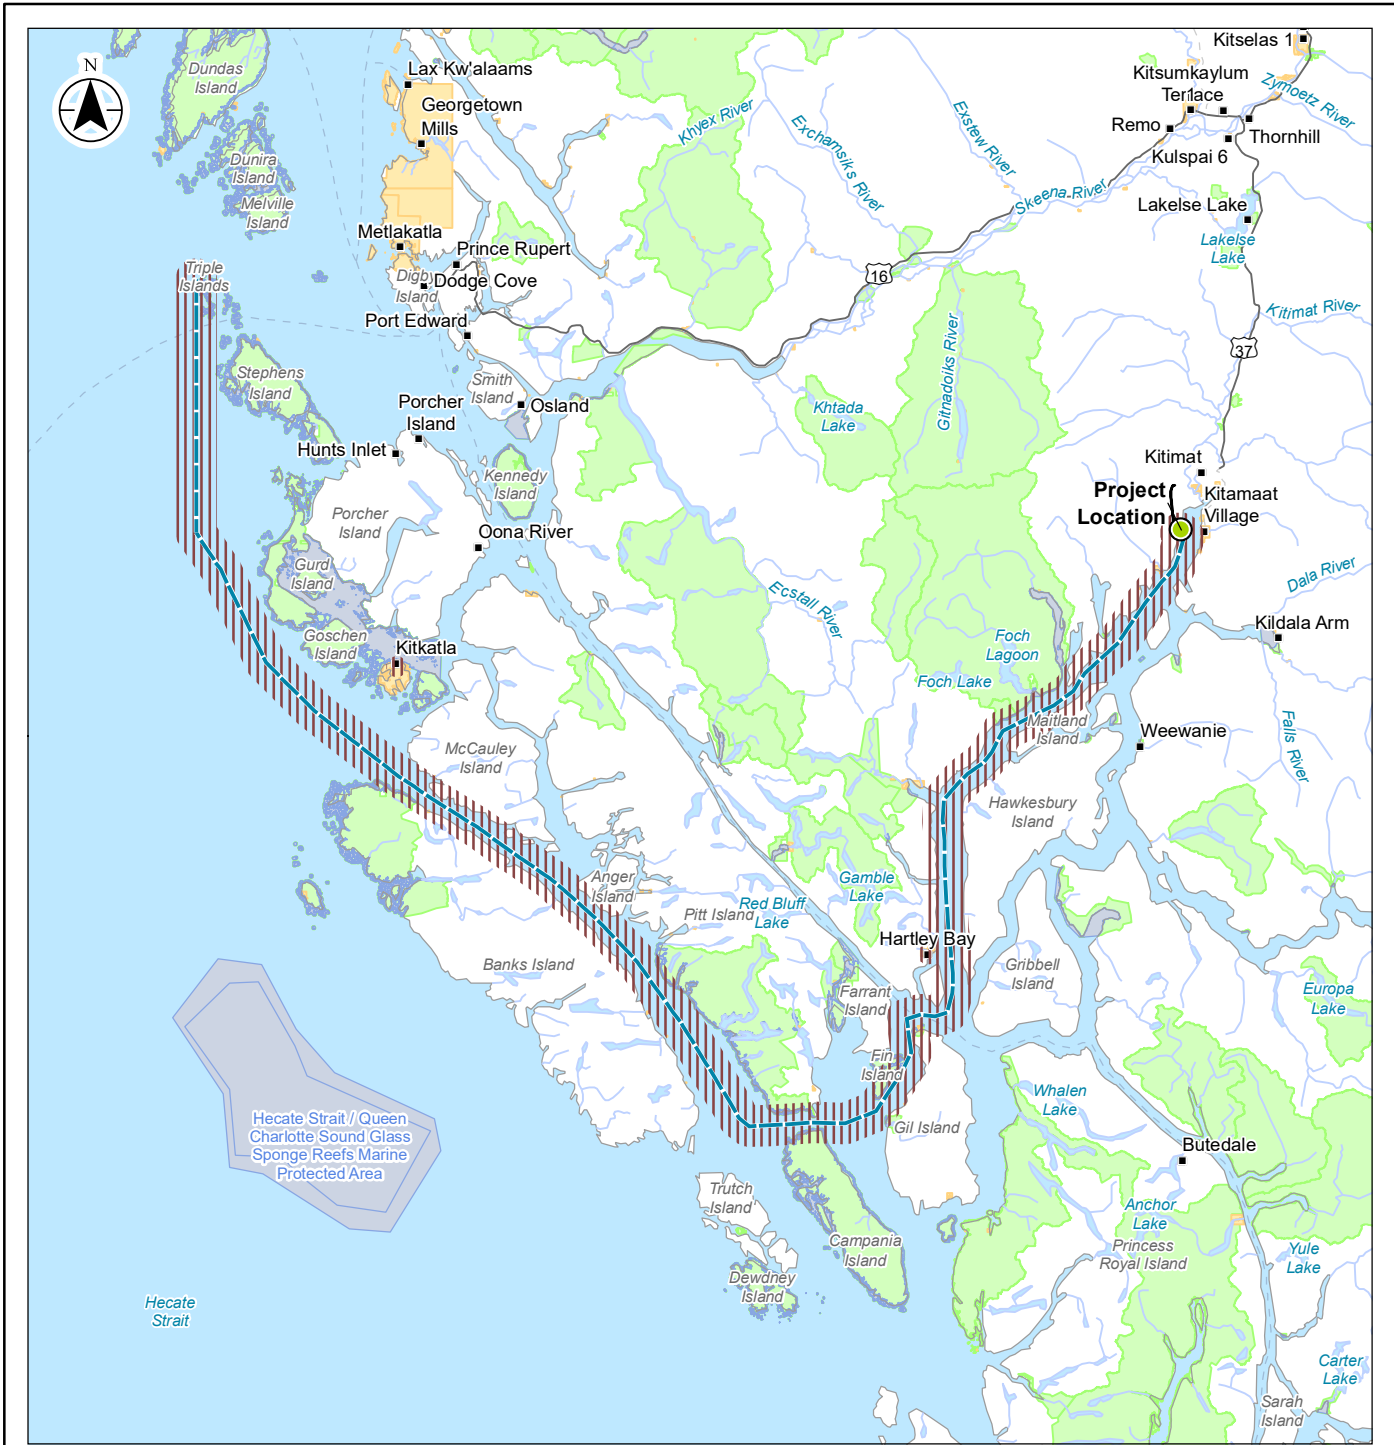 N
Dundas
Island
Lax Kw'alaams
Georgetown
Mills
Khyex River
Exchamsiks River
Exstew River
Kitselas 1
Kitsumkaylum
Terrace
Zymoetz River
Remo
Thornhill
Kulspai 6
Dunira
Island
Melville
Island
Skeena River
Lakelse Lake
Lakelse
Lake
Metlakatla
Prince Rupert
Digby
Island
Dodge Cove
Triple
Islands
16
Port Edward
Kitimat River
37
Gitnadoiks River
Stephens
Island
Smith
Island
Osland
Porcher
Island
Khtada
Lake
Hunts Inlet
Kennedy
Island
Kitimat
Project
Location
Kitamaat
Village
Porcher
Island
Oona River
Gurd
Island
Ecstall River
Dala River
Goschen
Island
Kitkatla
Foch
Lagoon
Kildala Arm
Foch Lake
Maitland
Island
Weewanie
Falls River
McCauley
Island
Hawkesbury
Island
Anger
Island
Gamble
Lake
Pitt Island
Red Bluff
Lake
Hartley Bay
Banks Island
Gribbell
Island
Farrant
Island
Europa
Lake
Fin
Island
Whalen
Lake
Hecate Strait / Queen
Charlotte Sound Glass
Sponge Reefs Marine
Protected Area
Gil Island
Butedale
Trutch
Island
Anchor
Lake
Campania
Island
Princess
Royal Island
Yule
Lake
Dewdney
Island
Hecate
Strait
Carter
Lake
Sarah
Island